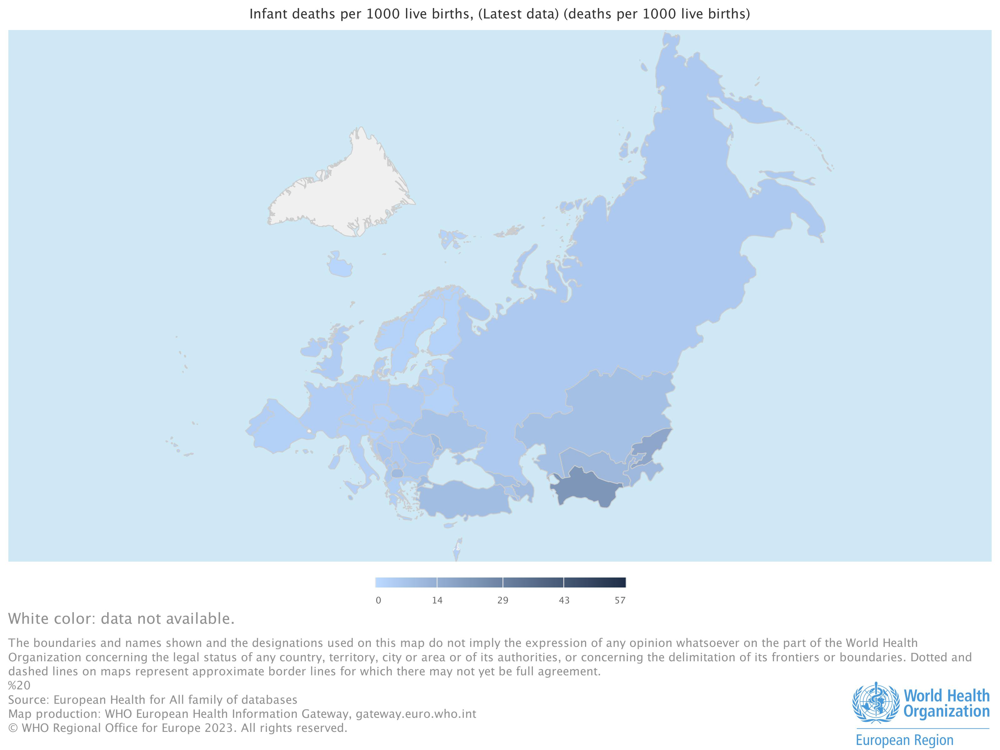 Infant deaths per 1000 live births, (Latest data) (deaths per 1000 live births)
0 14 29 43 57
White color: data not available.
The boundaries and names shown and the designations used on this map do not imply the expression of any opinion whatsoever on the part of the World Health
Organization concerning the legal status of any country, territory, city or area or of its authorities, or concerning the delimitation of its frontiers or boundaries. Dotted and
dashed lines on maps represent approximate border lines for which there may not yet be full agreement.
%20
Source: European Health for All family of databases
Map production: WHO European Health Information Gateway, gateway.euro.who.int
© WHO Regional Office for Europe 2023. All rights reserved.
World Health
Organization
European Region